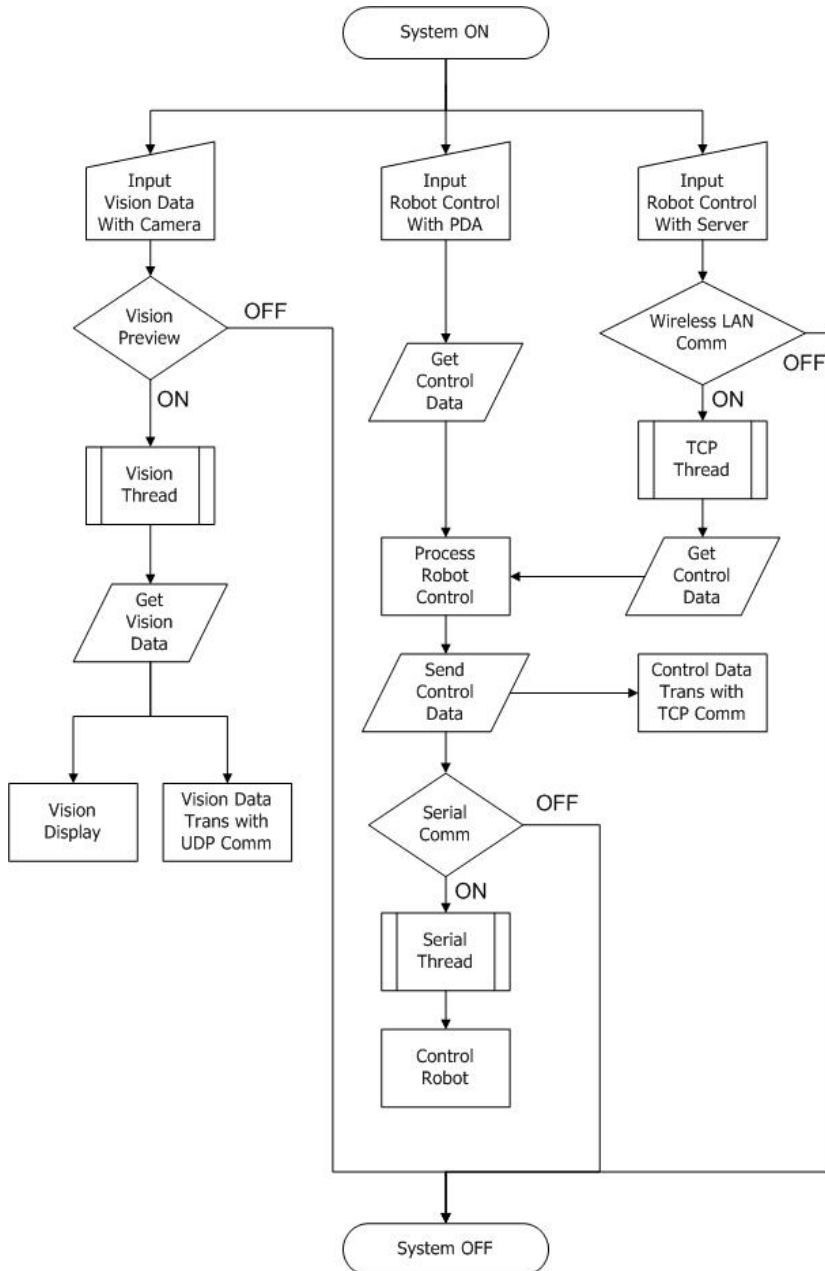 System ON
Input
Vision Data
With Camera
Input
Robot Control
With PDA
Input
Robot Control
With Server
Vision
Preview
OFF
Wireless LAN
Comm
OFF
ON
Get
Control
Data
ON
Vision
Thread
TCP
Thread
Process
Robot
Control
Get
Control
Data
Get
Vision
Data
Send
Control
Data
Control Data
Trans with
TCP Comm
Vision
Display
Vision Data
Trans with
UDP Comm
Serial
Comm
OFF
ON
Serial
Thread
Control
Robot
System OFF